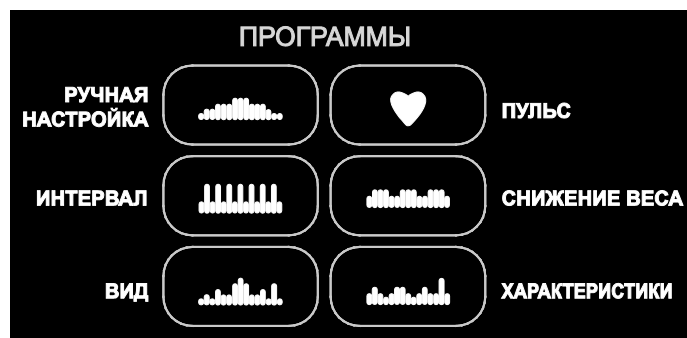 ПРОГРАММЫ
РУЧНАЯ
НАСТРОЙКА
ПУЛЬС
ИНТЕРВАЛ
СНИЖЕНИЕ ВЕСА
ВИД
ХАРАКТЕРИСТИКИ